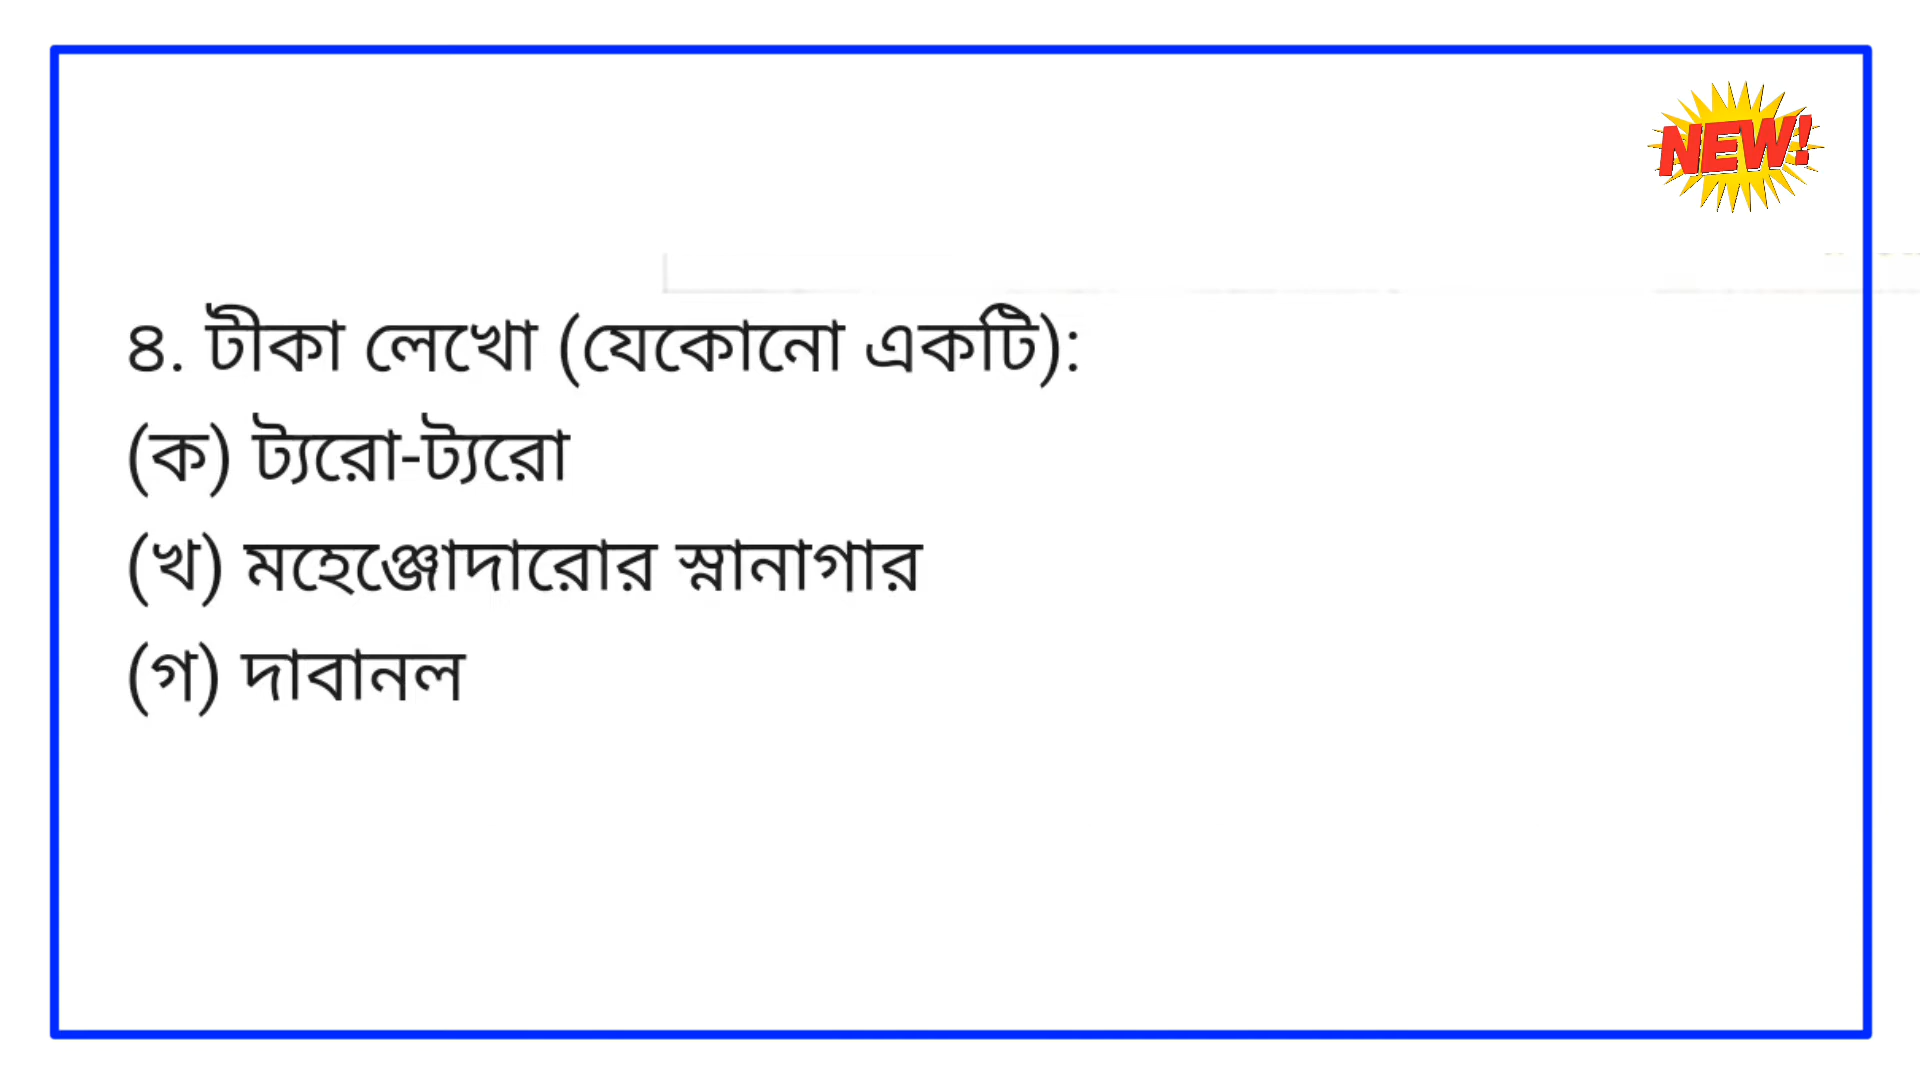 NEW!
৪. টীকা লেখো (যেকোনো একটি):
(ক) ট্যরো-ট্যরো
(খ) মহেঞ্জোদারোর স্নানাগার
(গ) দাবানল